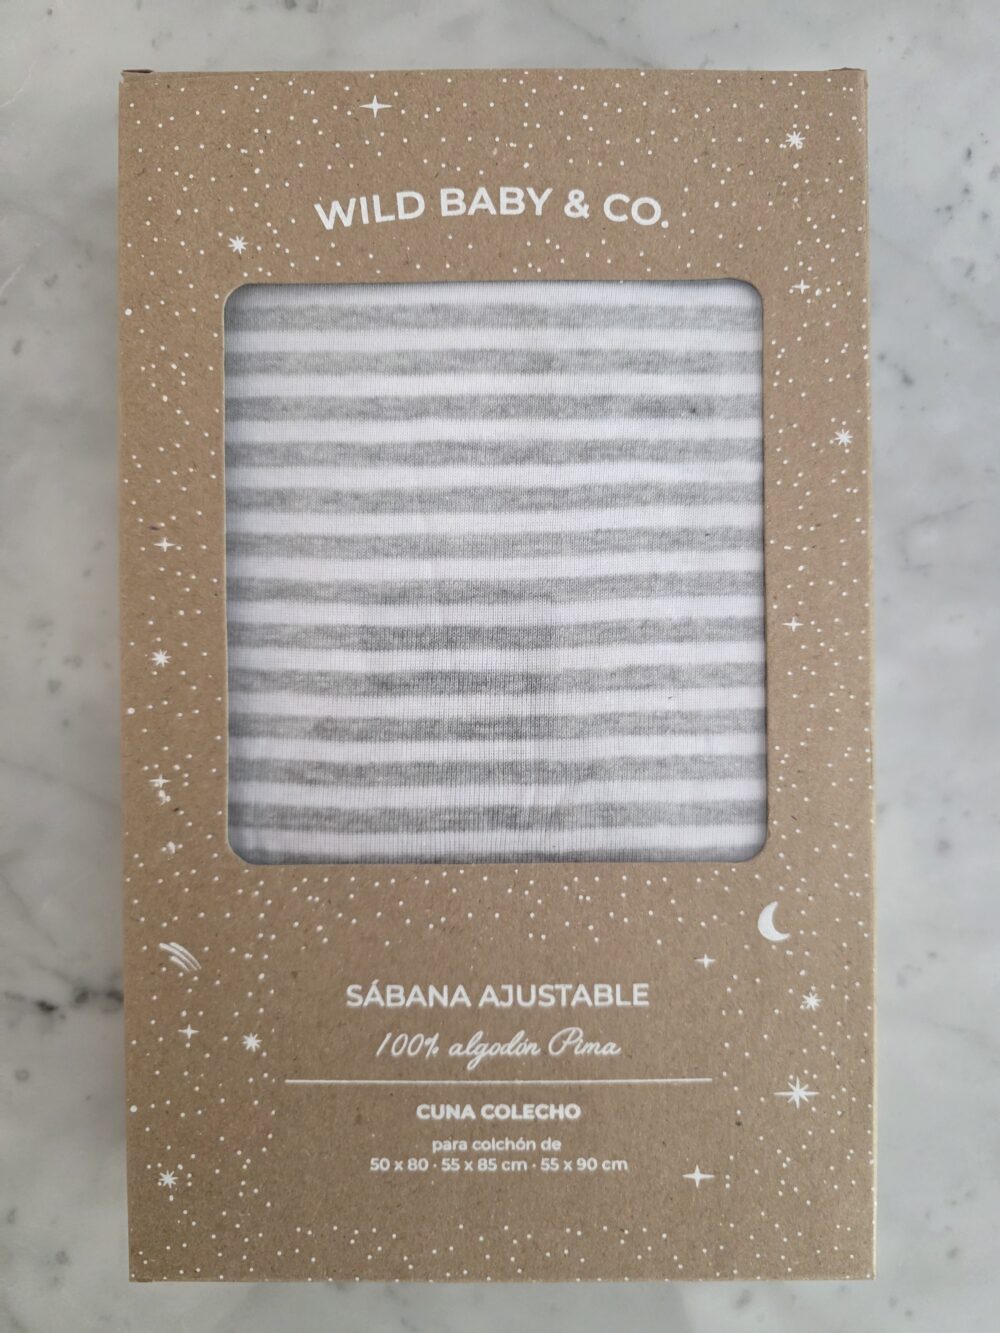 WILD BABY & CO.
SÁBANA AJUSTABLE
100% algodón Pima
CUNA COLECHO
para colchón de
50 x 80 · 55 x 85 cm · 55 x 90 cm